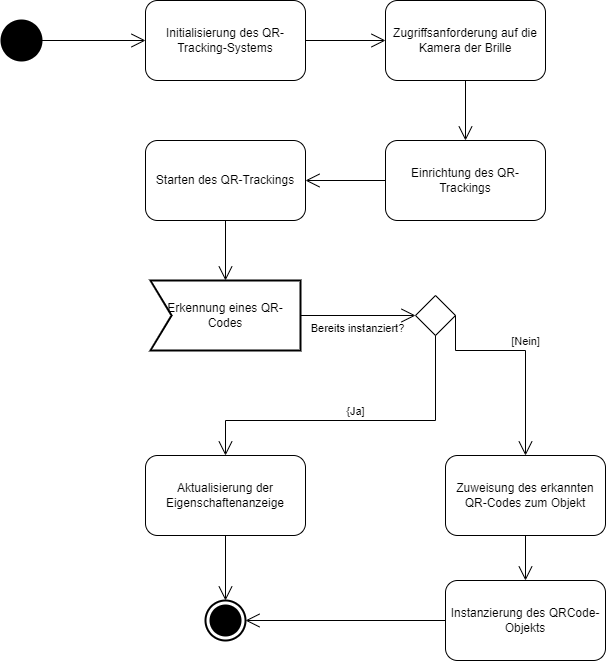 Initialisierung des QR-
Tracking-Systems
Zugriffsanforderung auf die
Kamera der Brille
Starten des QR-Trackings
Einrichtung des QR-
Trackings
Erkennung eines QR-
Codes
Bereits instanziert?
[Nein]
{Ja]
Aktualisierung der
Eigenschaftenanzeige
Zuweisung des erkannten
QR-Codes zum Objekt
Instanzierung des QRCode-
Objekts